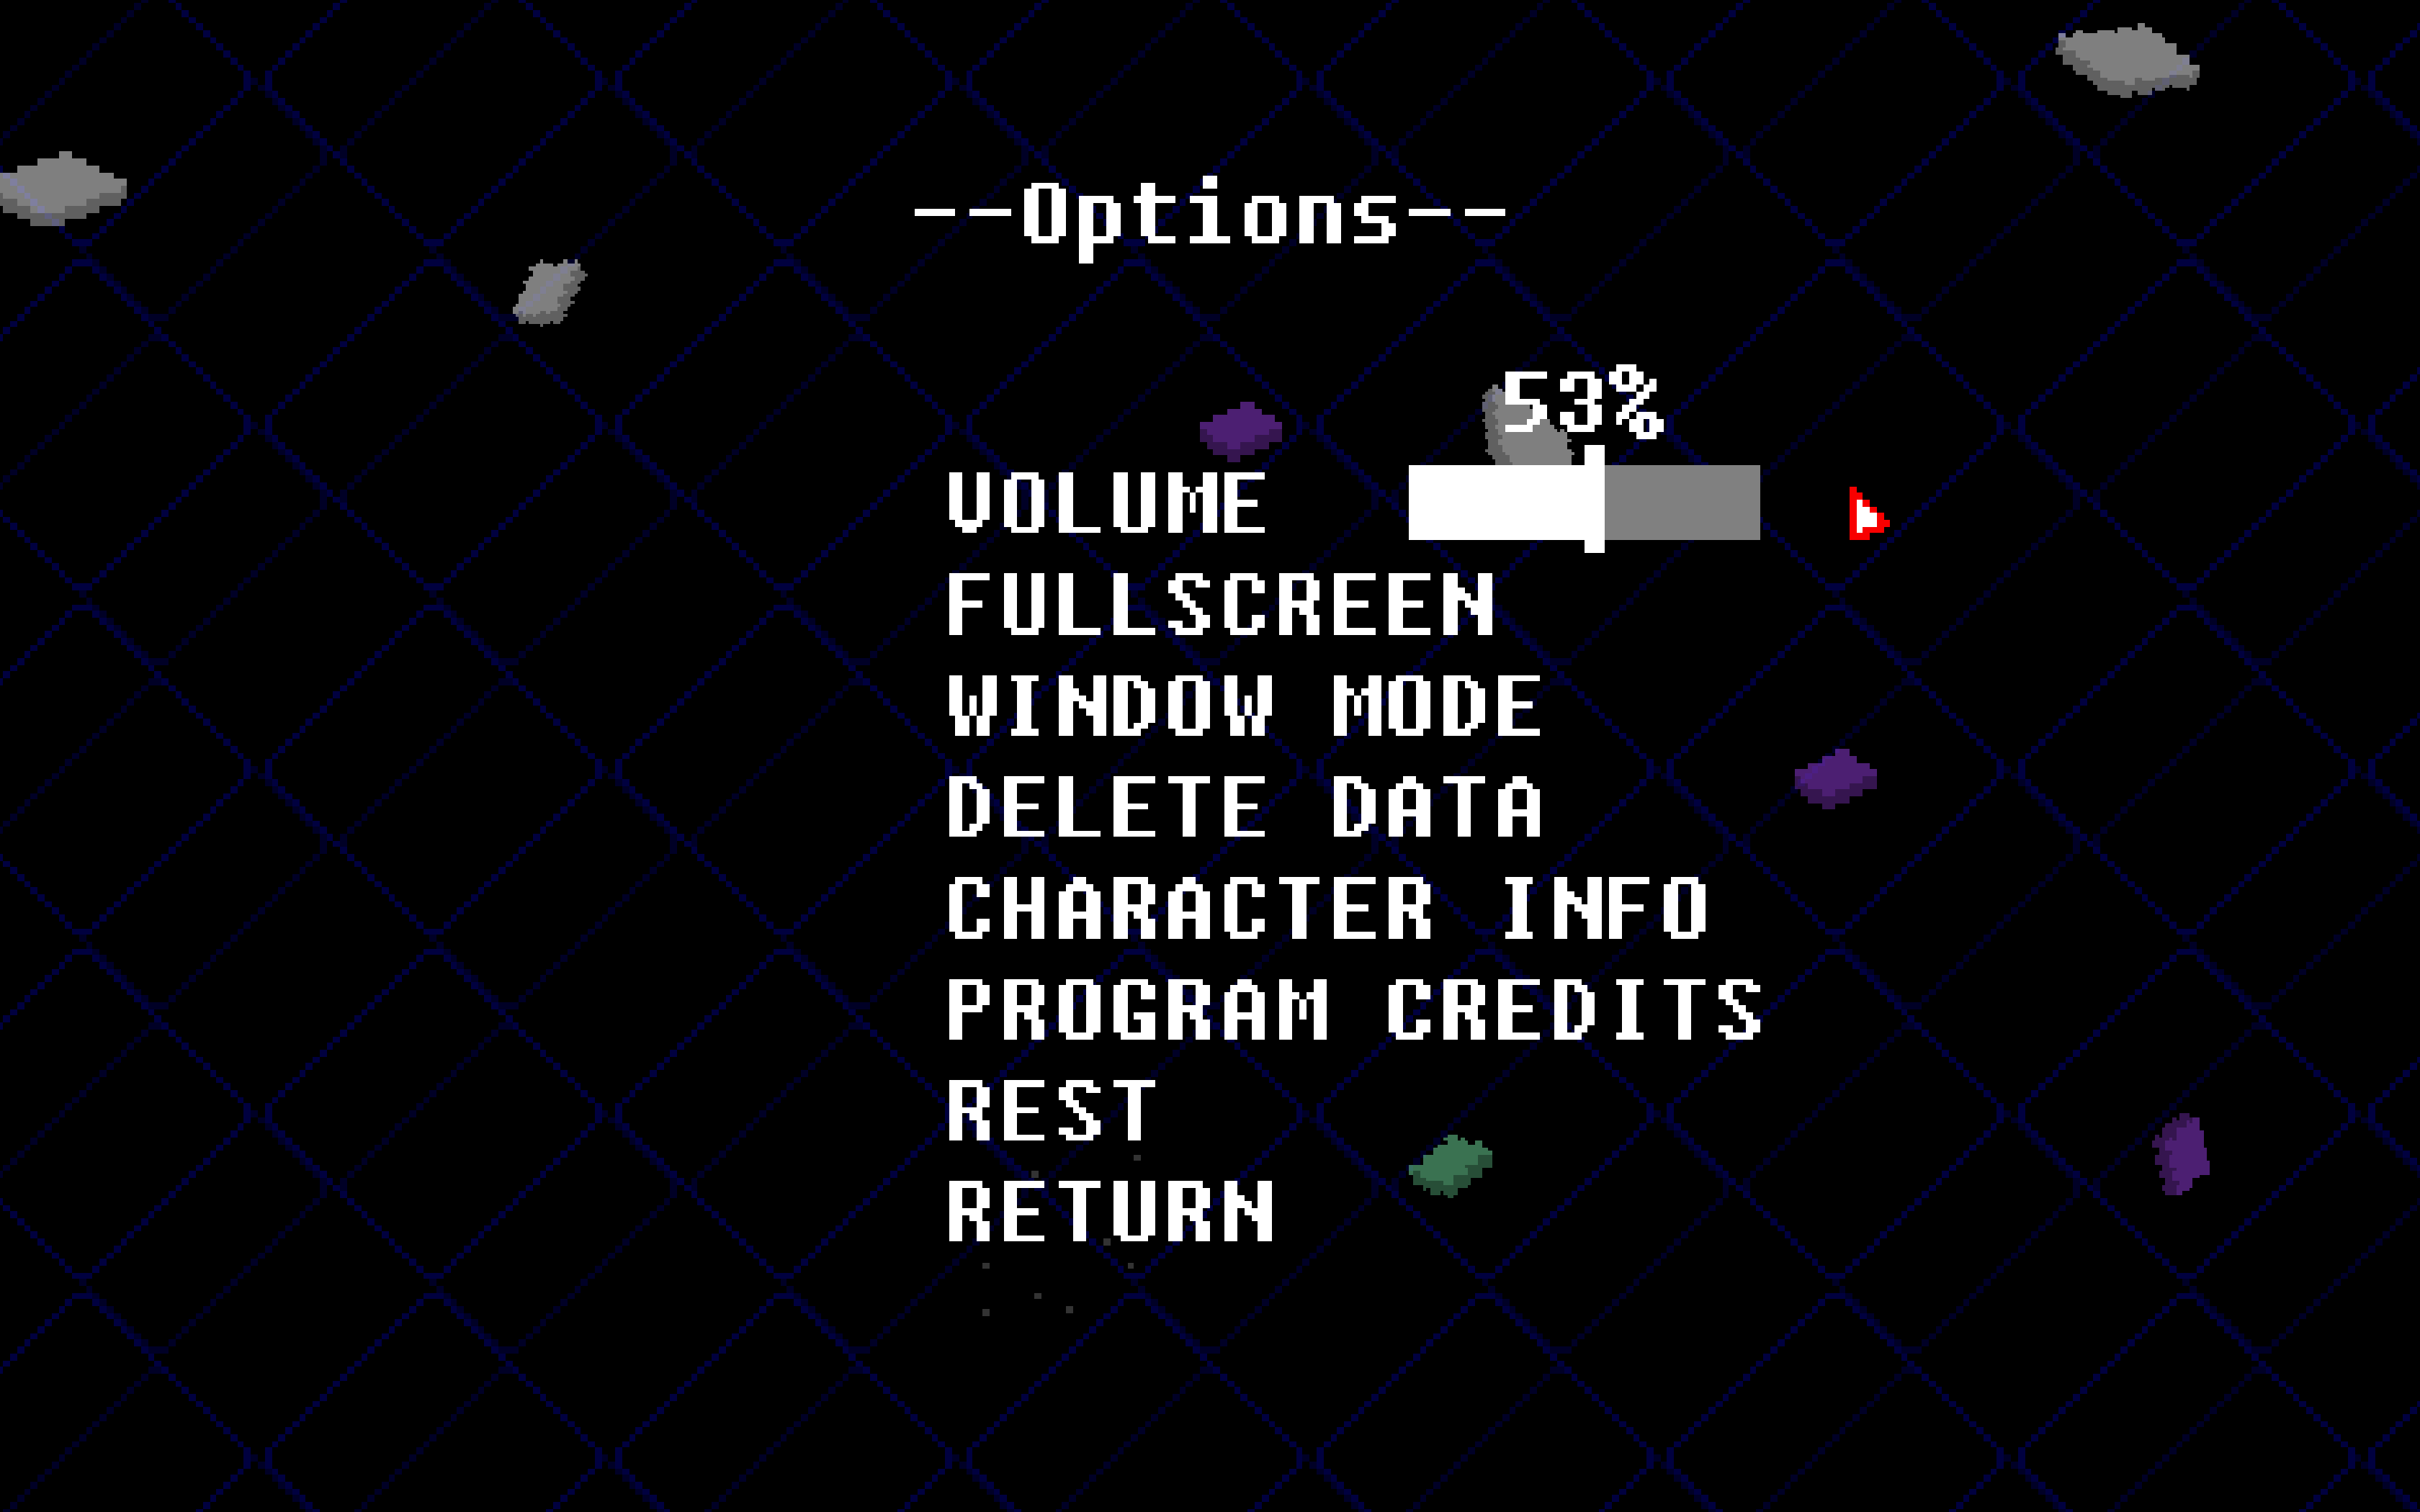 --Options--
53%
VOLUME
FULLSCREEN
WINDOW MODE
DELETE DATA
CHARACTER INFO
PROGRAM CREDITS
REST
RETURN